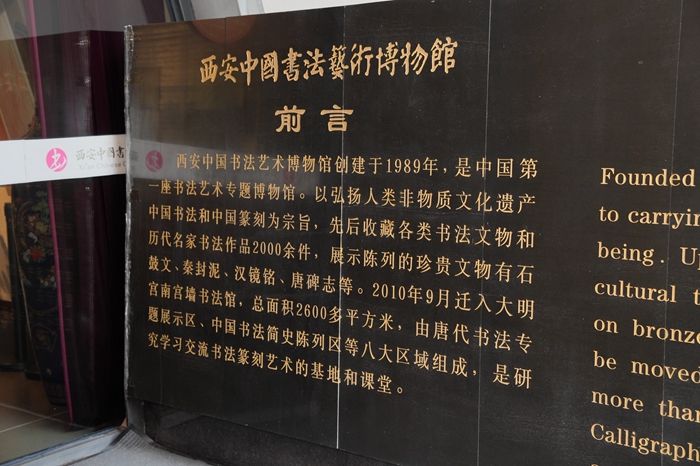 西安中國書法藝術博物館
前言
西安中国书法艺术博物馆创建于1989年，是中国第
一座书法艺术专题博物馆。以弘扬人类非物质文化遗产
中国书法和中国篆刻为宗旨，先后收藏各类书法文物和
历代名家书法作品2000余件，展示陈列的珍贵文物有石
鼓文、秦封泥、汉镜铭、唐碑志等。2010年9月迁入大明
宫南宫墙书法馆，总面积2600多平方米，由唐代书法专
题展示区、中国书法简史陈列区等八大区域组成，是研
究学习交流书法篆刻艺术的基地和课堂。
西安中国書
Founded
to carryin
being. Up
cultural t
on bronze
be moved
more than
Calligraph